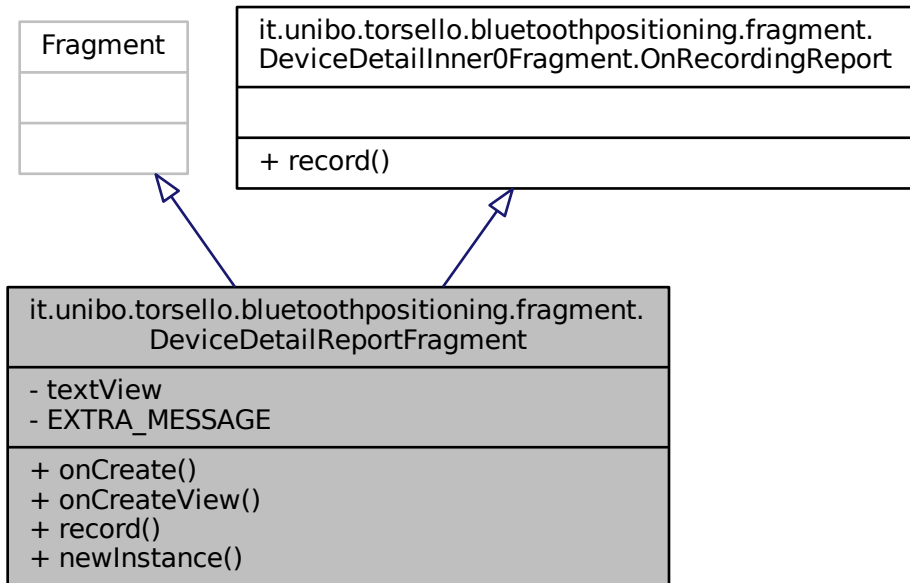 Fragment
it.unibo.torsello.bluetoothpositioning.fragment.
DeviceDetailInner0Fragment.OnRecordingReport
+ record()
it.unibo.torsello.bluetoothpositioning.fragment.
DeviceDetailReportFragment
- textView
- EXTRA_MESSAGE
+ onCreate()
+ onCreateView()
+ record()
+ newInstance()